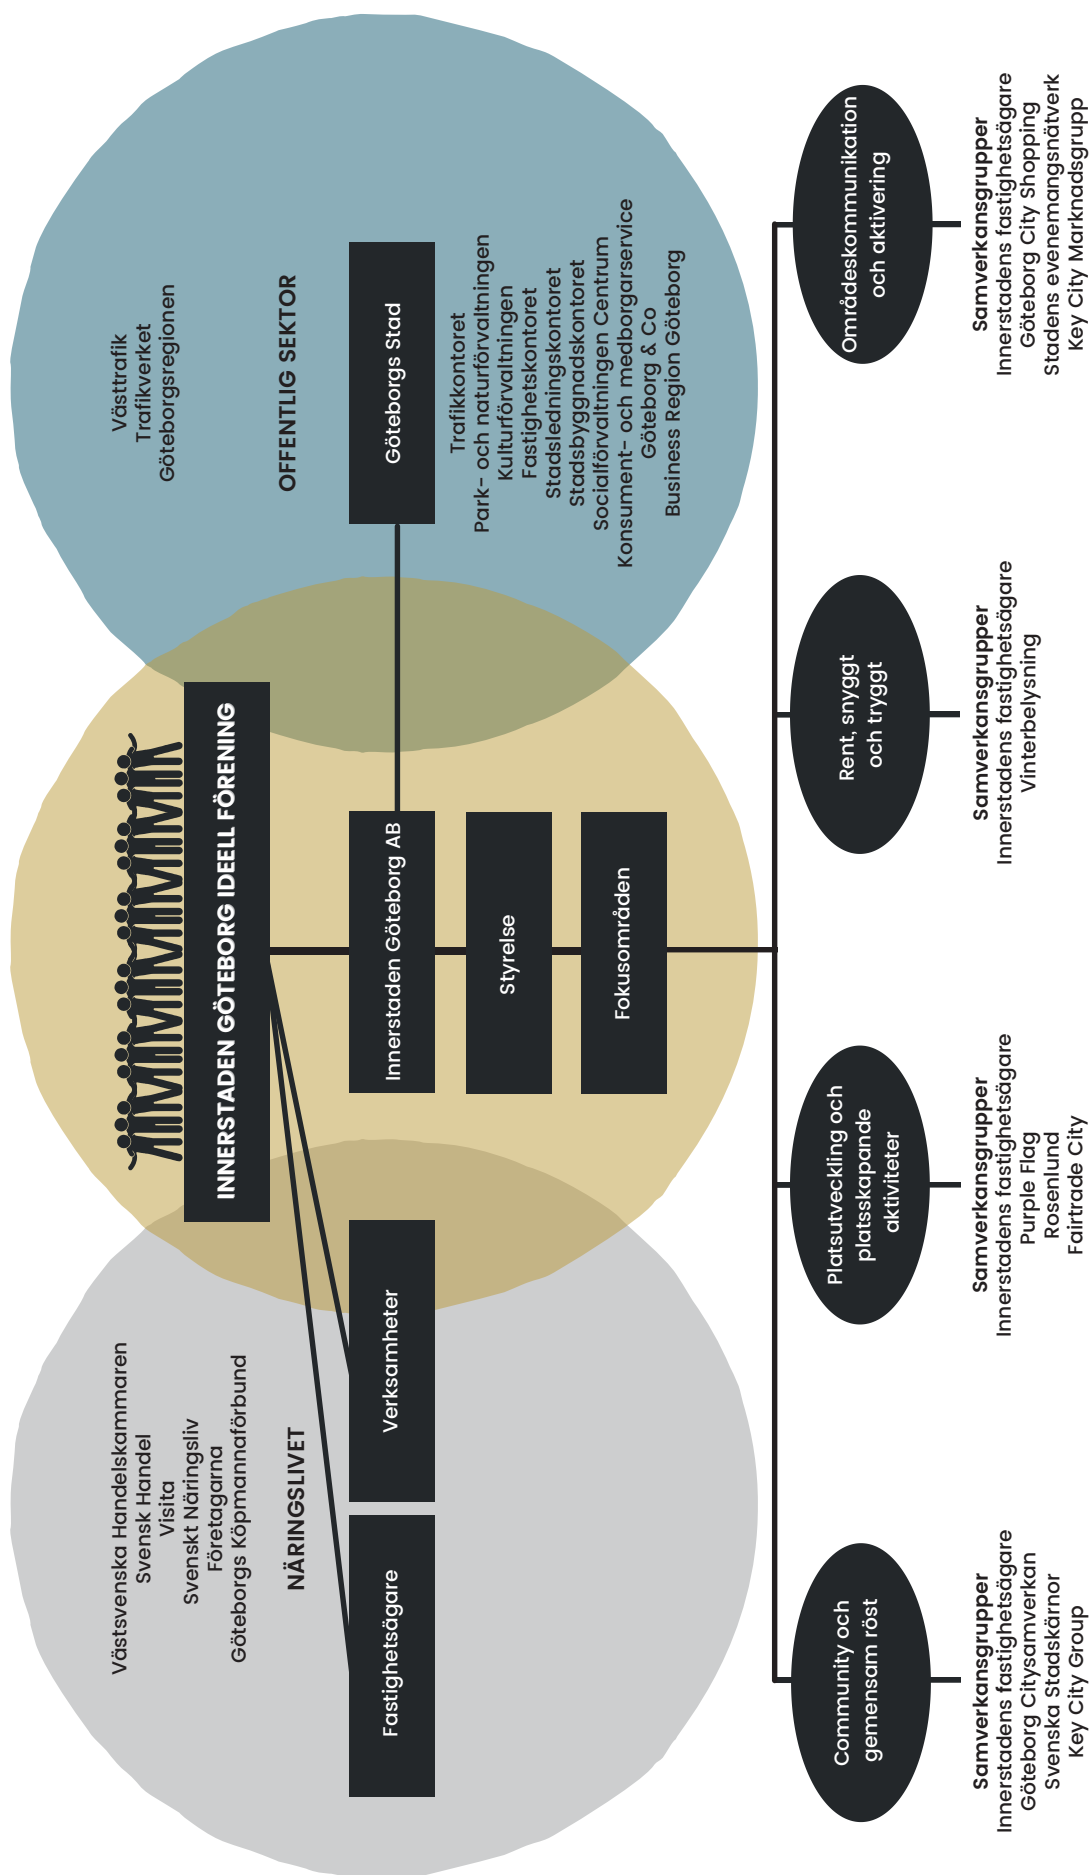 Västsvenska Handelskammaren
Svensk Handel
Visita
Svenskt Näringsliv
Företagarna
Göteborgs Köpmannaförbund
NÄRINGSLIVET
Fastighetsägare
Verksamheter
INNERSTADEN GÖTEBORG IDEELL FÖRENING
Innerstaden Göteborg AB
Styrelse
Fokusområden
Västtrafik
Trafikverket
Göteborgsregionen
OFFENTLIG SEKTOR
Göteborgs Stad
Trafikkontoret
Park- och naturförvaltningen
Kulturförvaltningen
Fastighetskontoret
Stadsledningskontoret
Stadsbyggnadskontoret
Socialförvaltningen Centrum
Konsument- och medborgarservice
Göteborg & Co
Business Region Göteborg
Community och
gemensam röst
Samverkansgrupper
Innerstadens fastighetsägare
Göteborg Citysamverkan
Svenska Stadskärnor
Key City Group
Platsutveckling och
platsskapande
aktiviteter
Samverkansgrupper
Innerstadens fastighetsägare
Purple Flag
Rosenlund
Fairtrade City
Rent, snyggt
och tryggt
Samverkansgrupper
Innerstadens fastighetsägare
Vinterbelysning
Områdeskommunikation
och aktivering
Samverkansgrupper
Innerstadens fastighetsägare
Göteborg City Shopping
Stadens evenemangsnätverk
Key City Marknadsgrupp